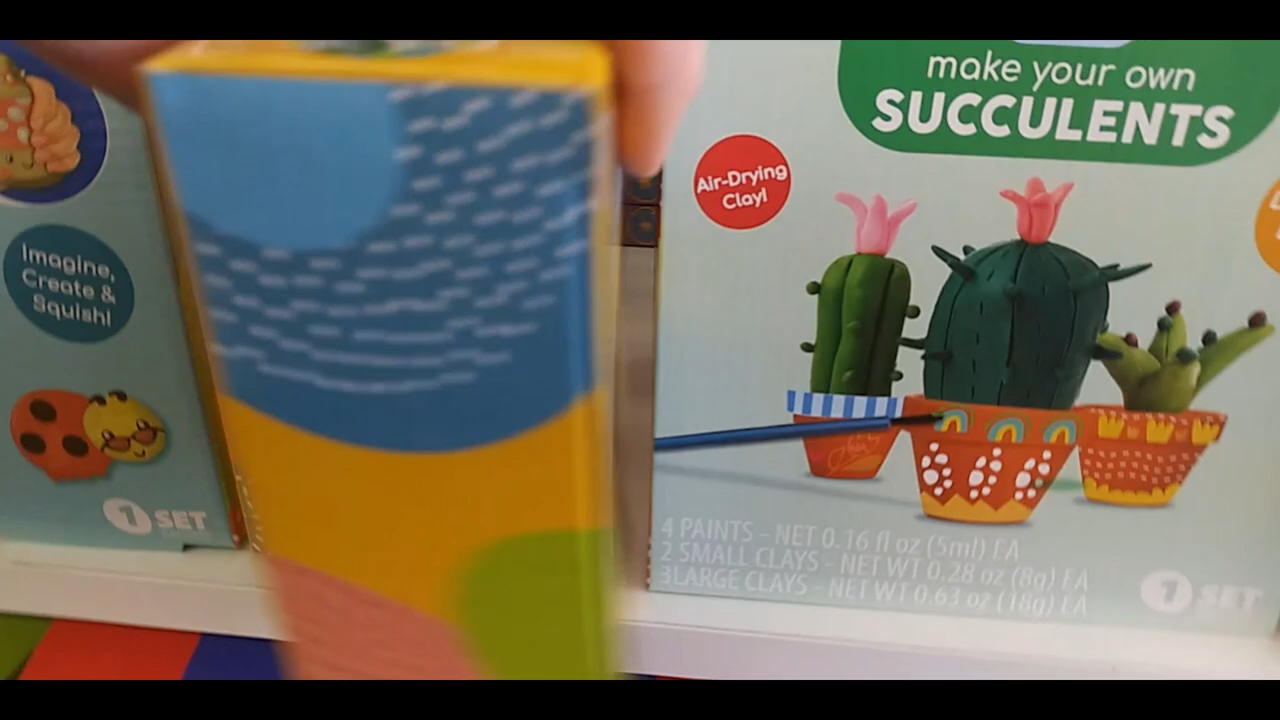 Imagine,
Create &
Squish!
1 SET
make your own
SUCCULENTS
Air-Drying
Clay!
4 PAINTS - NET 0.16 fl oz (5ml) EA
2 SMALL CLAYS - NET WT 0.28 oz (8g) EA
3 LARGE CLAYS - NET WT 0.63 oz (18g) EA
1 SET